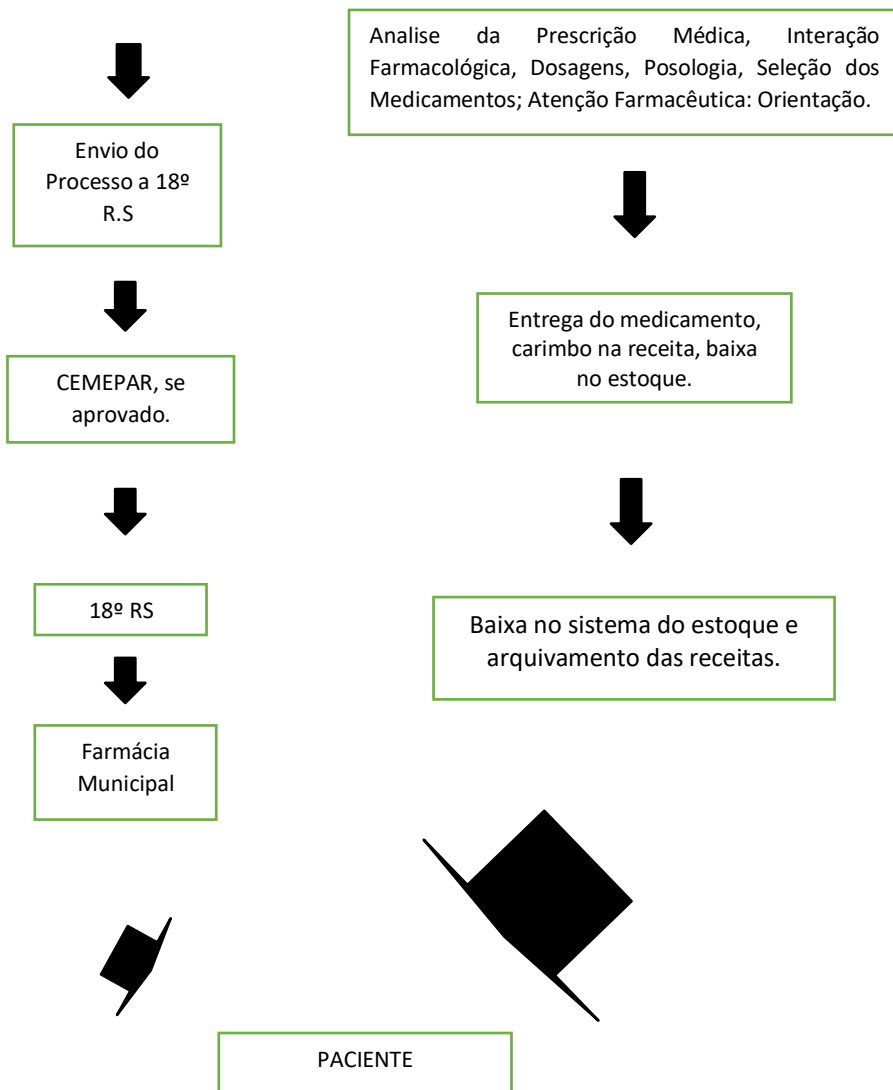 Analise da Prescrição Médica, Interação
Farmacológica, Dosagens, Posologia, Seleção dos
Medicamentos; Atenção Farmacêutica: Orientação.
Envio do
Processo a 18º
R.S
Entrega do medicamento,
carimbo na receita, baixa
no estoque.
CEMEPAR, se
aprovado.
18º RS
Baixa no sistema do estoque e
arquivamento das receitas.
Farmácia
Municipal
PACIENTE